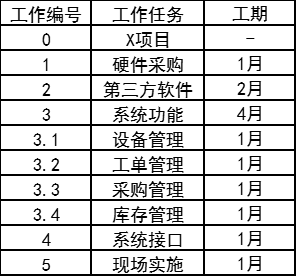 工作编号 工作任务 工期
0 X项目 -
1 硬件采购 1月
2 第三方软件 2月
3 系统功能 4月
3.1 设备管理 1月
3.2 工单管理 1月
3.3 采购管理 1月
3.4 库存管理 1月
4 系统接口 1月
5 现场实施 1月